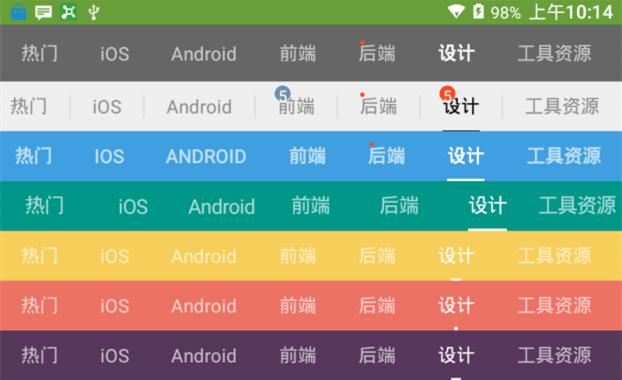 98% 上午10:14
热门 iOS Android 前端 后端 设计 工具资源
热门 iOS Android 5 前端 后端 5 设计 工具资源
热门 IOS ANDROID 前端 后端 设计 工具资源
热门 iOS Android 前端 后端 设计 工具资源
热门 iOS Android 前端 后端 设计 工具资源
热门 iOS Android 前端 后端 设计 工具资源
热门 iOS Android 前端 后端 设计 工具资源